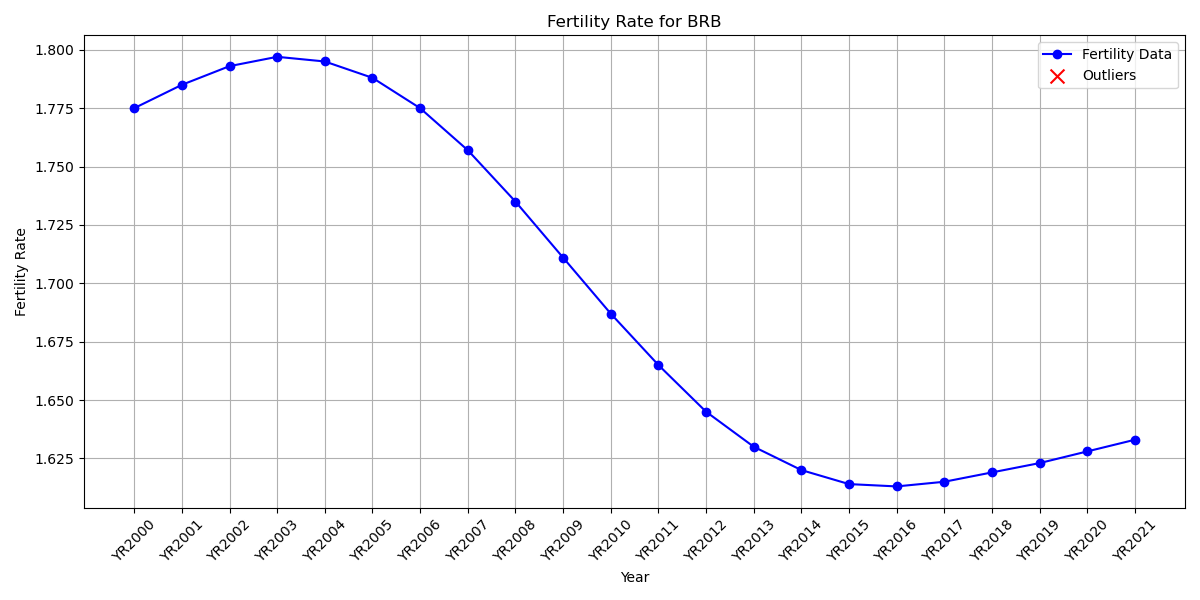 Fertility Rate for BRB
Fertility Data
Outliers
Fertility Rate
1.800
1.775
1.750
1.725
1.700
1.675
1.650
1.625
YR2000
YR2001
YR2002
YR2003
YR2004
YR2005
YR2006
YR2007
YR2008
YR2009
YR2010
YR2011
YR2012
YR2013
YR2014
YR2015
YR2016
YR2017
YR2018
YR2019
YR2020
YR2021
Year